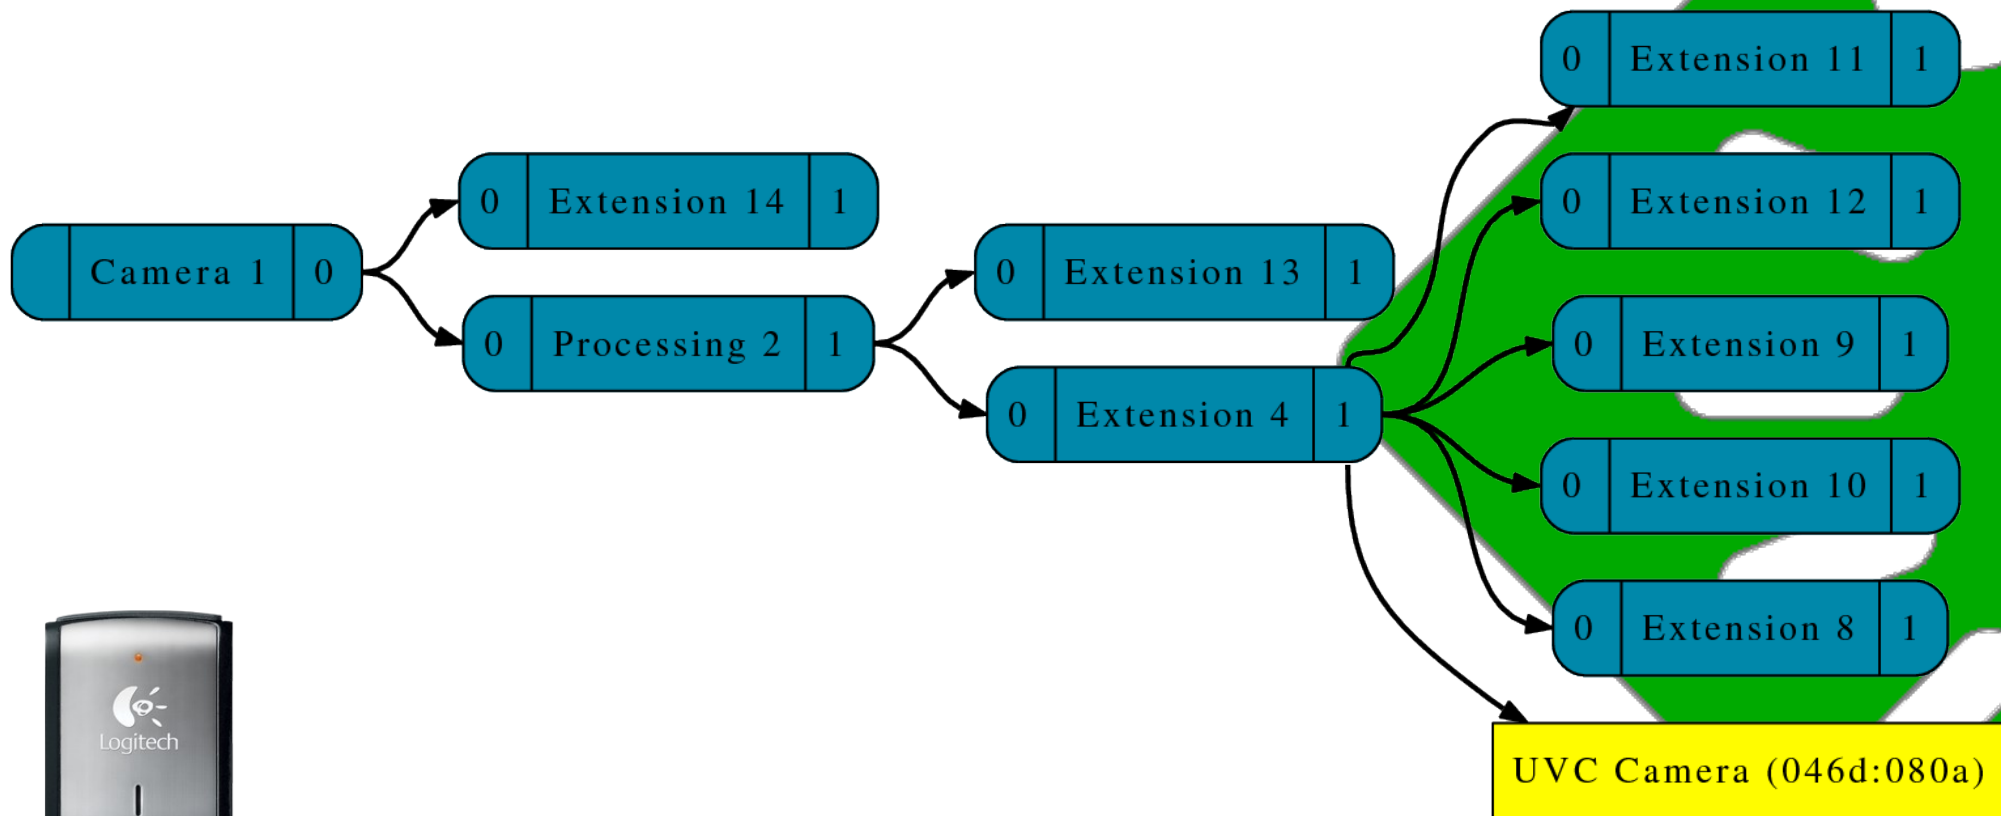 0 Extension 11 1
0 Extension 14 1
0 Extension 12 1
Camera 1 0
0 Extension 13 1
0 Processing 2 1
0 Extension 9 1
0 Extension 4 1
0 Extension 10 1
0 Extension 8 1
Logitech
UVC Camera (046d:080a)